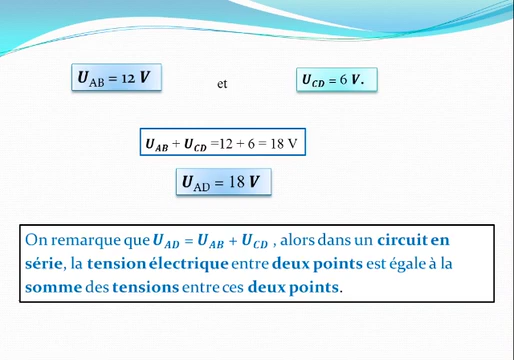 U_AB = 12 V et U_CD = 6 V.
U_AB + U_CD =12 + 6 = 18 V
U_AD = 18 V
On remarque que U_AD = U_AB + U_CD , alors dans un circuit en
série, la tension électrique entre deux points est égale à la
somme des tensions entre ces deux points.